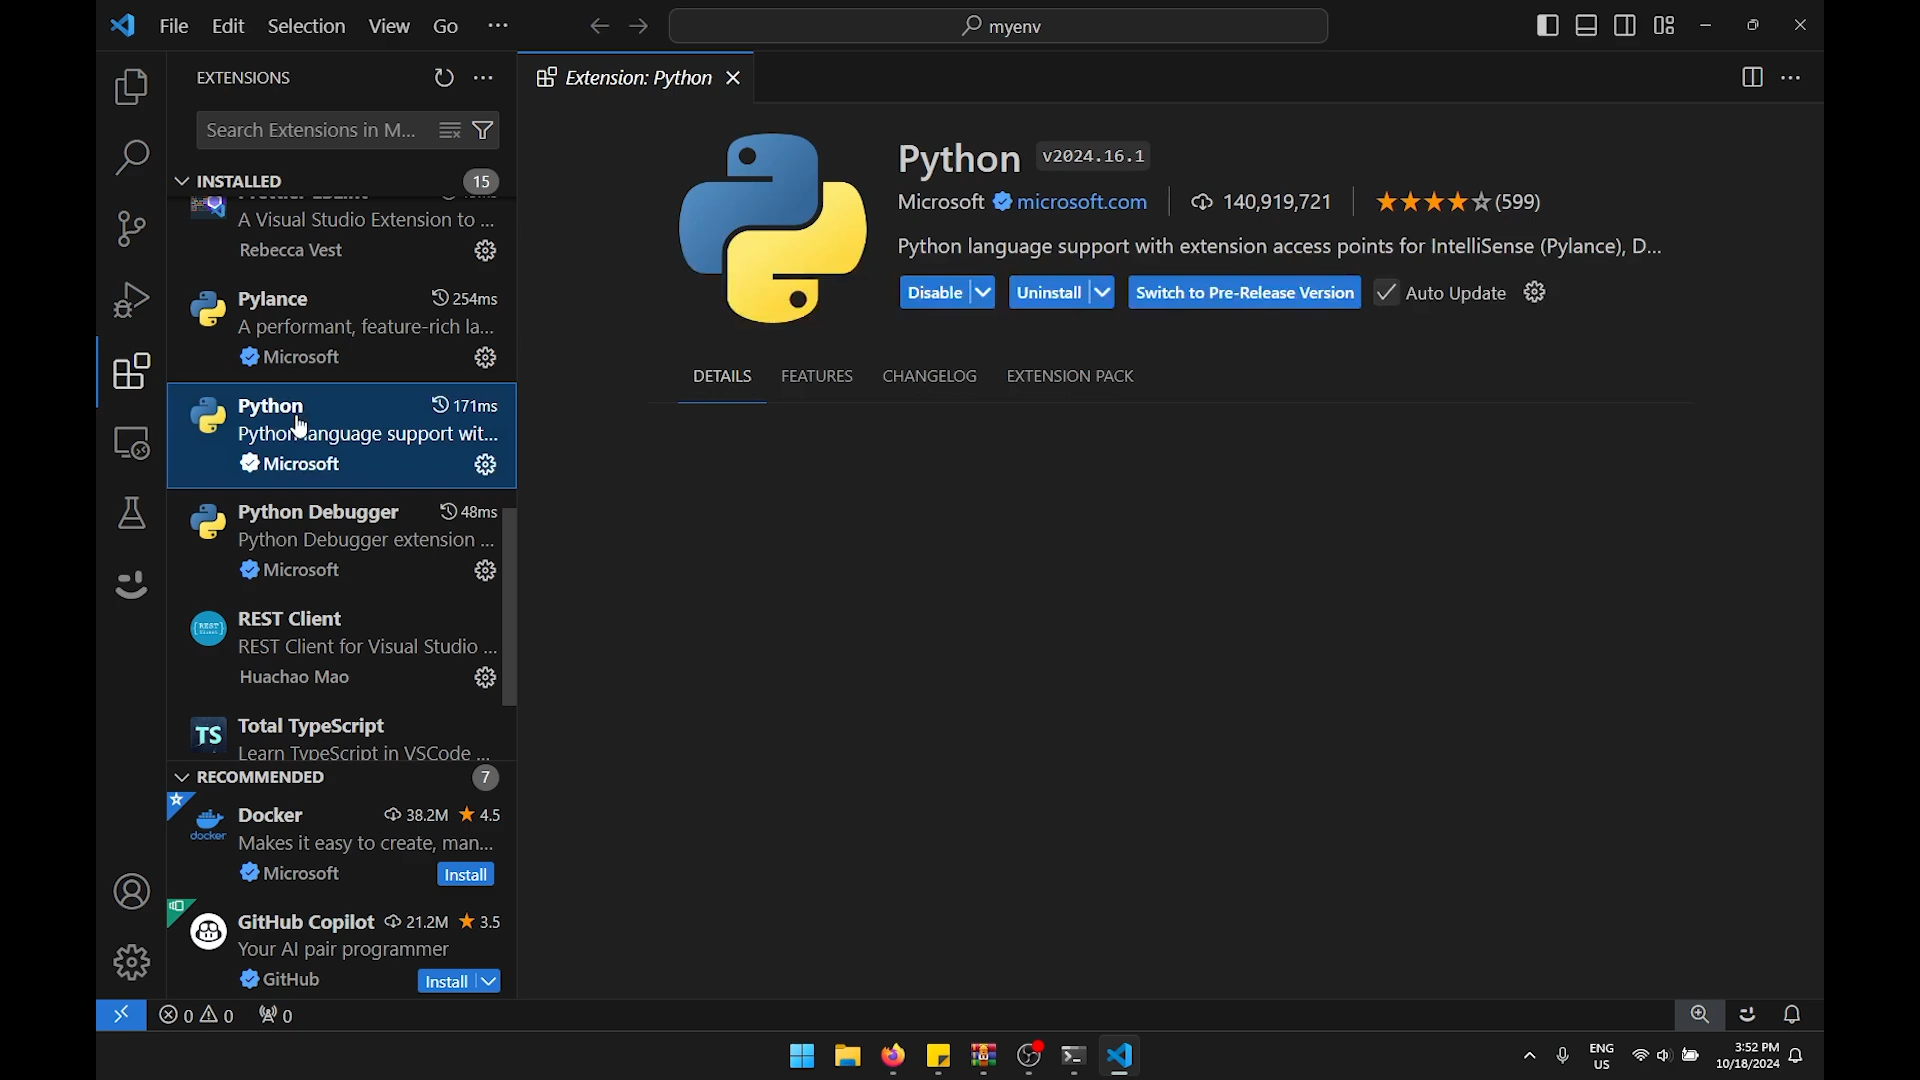 File Edit Selection View Go ··· myenv
EXTENSIONS
Extension: Python
Search Extensions in M...
INSTALLED 15
A Visual Studio Extension to ...
Rebecca Vest
Pylance 254ms
A performant, feature-rich la...
Microsoft
Python 171ms
Python language support wit...
Microsoft
Python Debugger 48ms
Python Debugger extension ...
Microsoft
REST Client
REST Client for Visual Studio ...
Huachao Mao
TS Total TypeScript
Learn TypeScript in VSCode ...
RECOMMENDED 7
Docker 38.2M 4.5
docker
Makes it easy to create, man...
Microsoft Install
GitHub Copilot 21.2M 3.5
Your AI pair programmer
GitHub Install
Python v2024.16.1
Microsoft microsoft.com 140,919,721 (599)
Python language support with extension access points for IntelliSense (Pylance), D...
Disable Uninstall Switch to Pre-Release Version Auto Update
DETAILS FEATURES CHANGELOG EXTENSION PACK
0 0 0
ENG
US
3:52 PM
10/18/2024